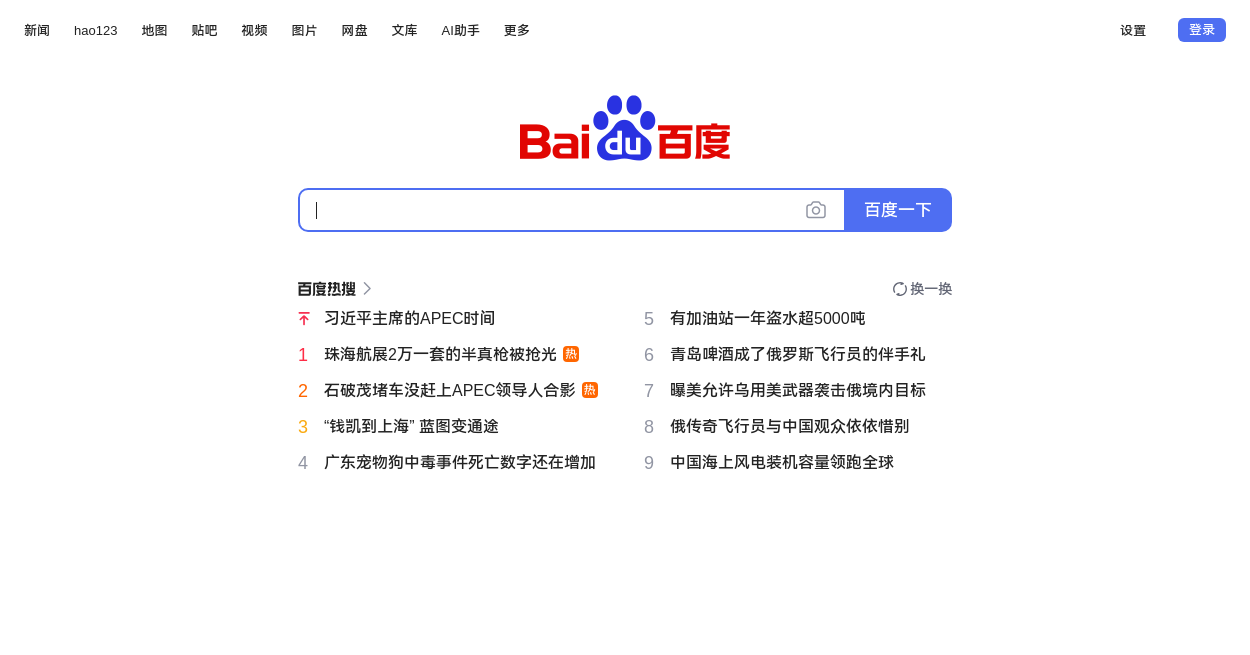 新闻 hao123 地图 贴吧 视频 图片 网盘 文库 AI助手 更多 设置 登录
Bai du 百度
百度一下
百度热搜 换一换
习近平主席的APEC时间
1 珠海航展2万一套的半真枪被抢光 热
2 石破茂堵车没赶上APEC领导人合影 热
3 “钱凯到上海” 蓝图变通途
4 广东宠物狗中毒事件死亡数字还在增加
5 有加油站一年盗水超5000吨
6 青岛啤酒成了俄罗斯飞行员的伴手礼
7 曝美允许乌用美武器袭击俄境内目标
8 俄传奇飞行员与中国观众依依惜别
9 中国海上风电装机容量领跑全球